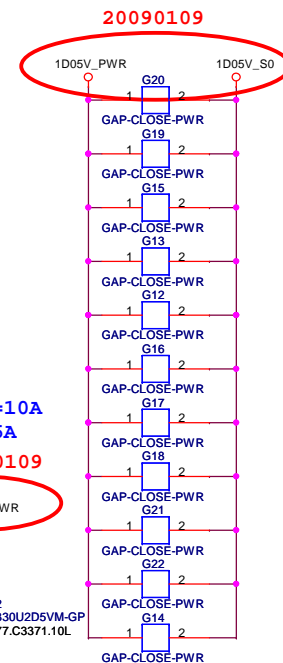 20090109
1D05V_PWR 1D05V_S0
G20
1 2
GAP-CLOSE-PWR
G19
1 2
GAP-CLOSE-PWR
G15
1 2
GAP-CLOSE-PWR
G13
1 2
GAP-CLOSE-PWR
G12
1 2
GAP-CLOSE-PWR
G16
1 2
GAP-CLOSE-PWR
=10A
G17
1 2
5A
GAP-CLOSE-PWR
0109
G18
1 2
GAP-CLOSE-PWR
WR
G21
1 2
GAP-CLOSE-PWR
G22
1 2
GAP-CLOSE-PWR
2
330U2D5VM-GP
77.C3371.10L
G14
1 2
GAP-CLOSE-PWR